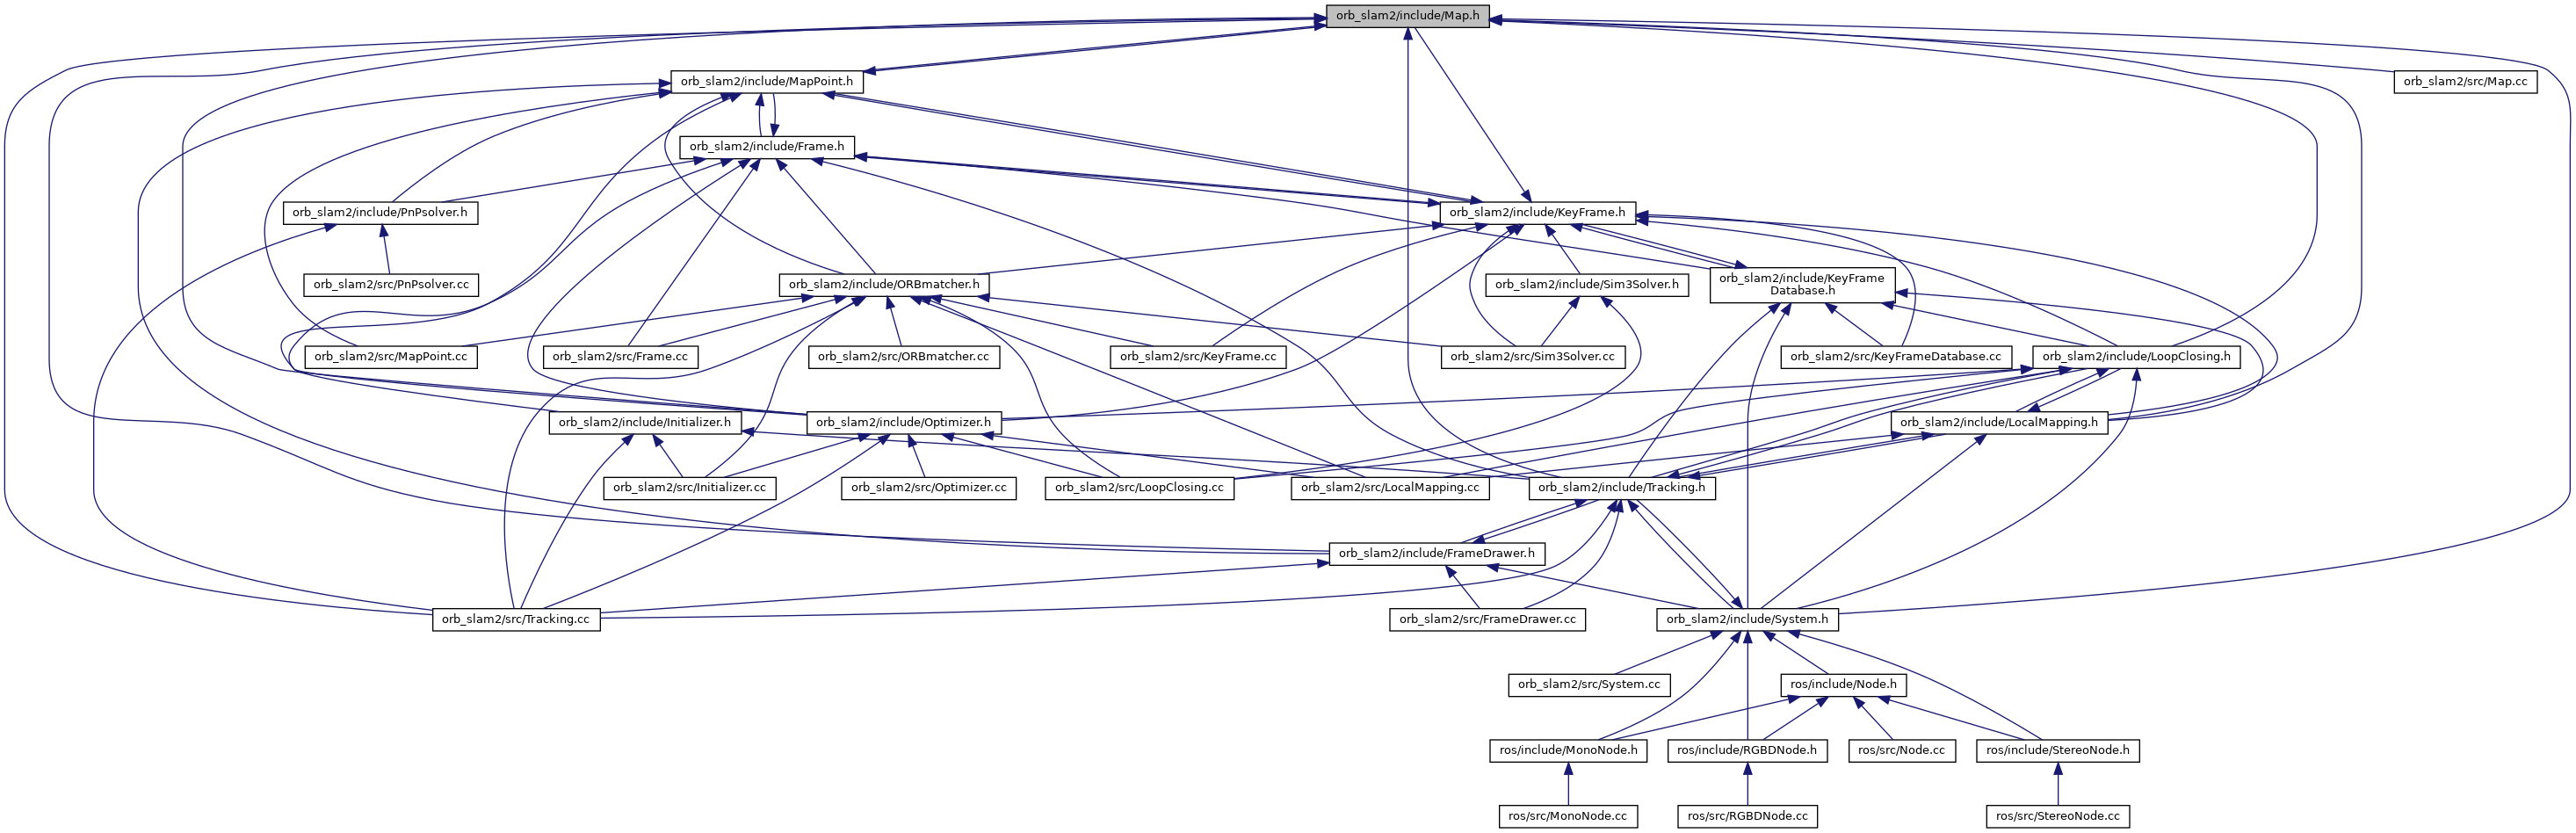 orb_slam2/include/Map.h
orb_slam2/include/MapPoint.h
orb_slam2/src/Map.cc
orb_slam2/include/Frame.h
orb_slam2/include/PnPsolver.h
orb_slam2/include/KeyFrame.h
orb_slam2/src/PnPsolver.cc
orb_slam2/include/ORBmatcher.h
orb_slam2/include/Sim3Solver.h
orb_slam2/include/KeyFrame
Database.h
orb_slam2/src/MapPoint.cc
orb_slam2/src/Frame.cc
orb_slam2/src/ORBmatcher.cc
orb_slam2/src/KeyFrame.cc
orb_slam2/src/Sim3Solver.cc
orb_slam2/src/KeyFrameDatabase.cc
orb_slam2/include/LoopClosing.h
orb_slam2/include/Initializer.h
orb_slam2/include/Optimizer.h
orb_slam2/include/LocalMapping.h
orb_slam2/src/Initializer.cc
orb_slam2/src/Optimizer.cc
orb_slam2/src/LoopClosing.cc
orb_slam2/src/LocalMapping.cc
orb_slam2/include/Tracking.h
orb_slam2/include/FrameDrawer.h
orb_slam2/src/Tracking.cc
orb_slam2/src/FrameDrawer.cc
orb_slam2/include/System.h
orb_slam2/src/System.cc
ros/include/Node.h
ros/include/MonoNode.h
ros/include/RGBDNode.h
ros/src/Node.cc
ros/include/StereoNode.h
ros/src/MonoNode.cc
ros/src/RGBDNode.cc
ros/src/StereoNode.cc